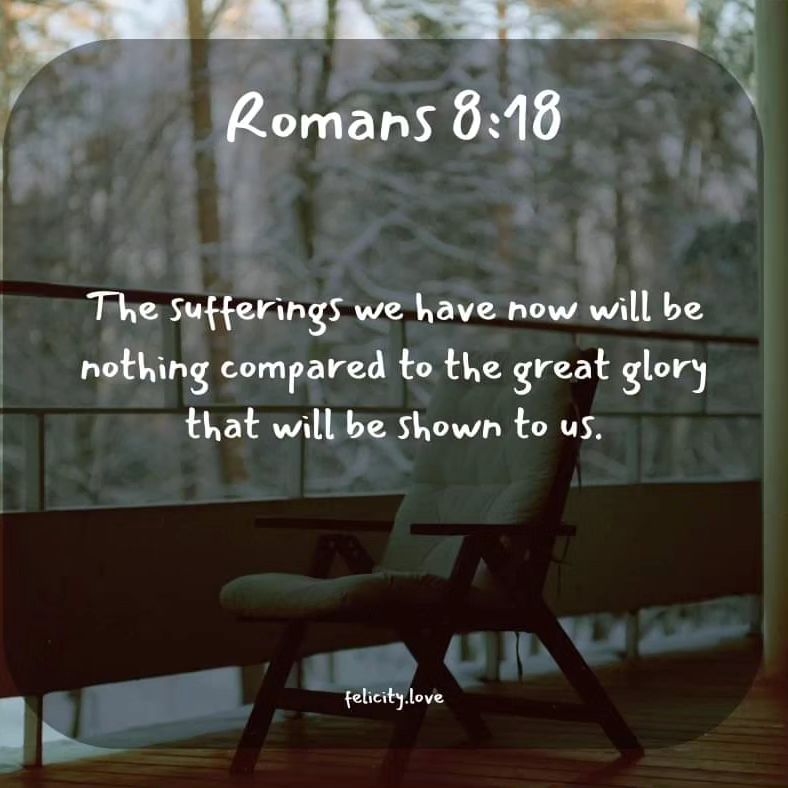 Romans 8:18
The sufferings we have now will be
nothing compared to the great glory
that will be shown to us.
felicity.love